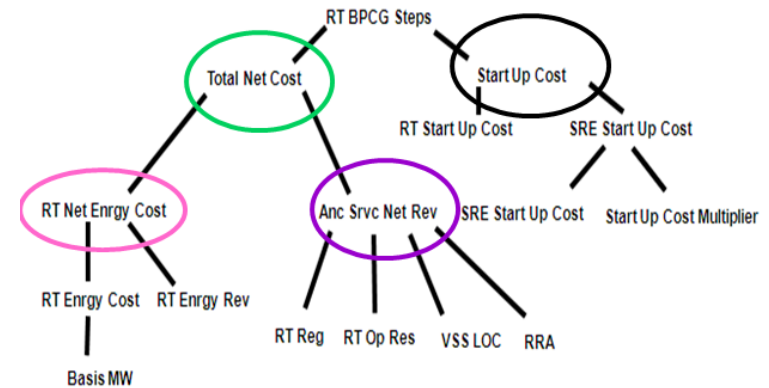 RT BPCG Steps
Total Net Cost
Start Up Cost
RT Start Up Cost
SRE Start Up Cost
RT Net Enrgy Cost
Anc Srvc Net Rev
SRE Start Up Cost
Start Up Cost Multiplier
RT Enrgy Cost
RT Enrgy Rev
RT Reg
RT Op Res
VSS LOC
RRA
Basis MW